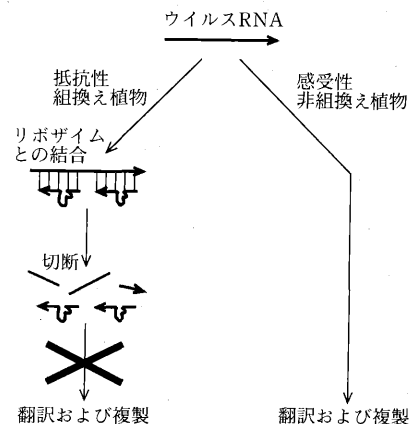 ウイルスRNA
抵抗性
組換え植物
感受性
非組換え植物
リボザイム
との結合
切断
翻訳および複製
翻訳および複製